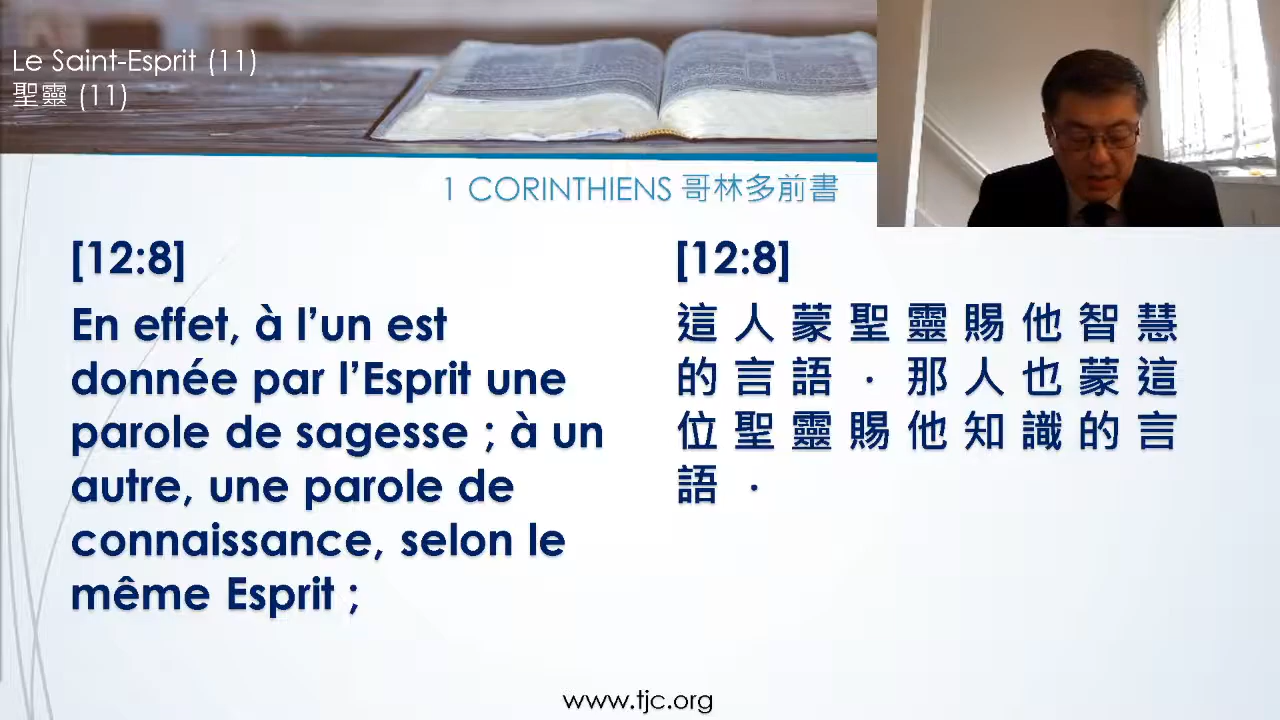 Le Saint-Esprit (11)
聖靈 (11)
1 CORINTHIENS 哥林多前書
[12:8]
En effet, à l’un est
donnée par l’Esprit une
parole de sagesse ; à un
autre, une parole de
connaissance, selon le
même Esprit ;
[12:8]
這人蒙聖靈賜他智慧
的言語．那人也蒙這
位聖靈賜他知識的言
語．
www.tjc.org